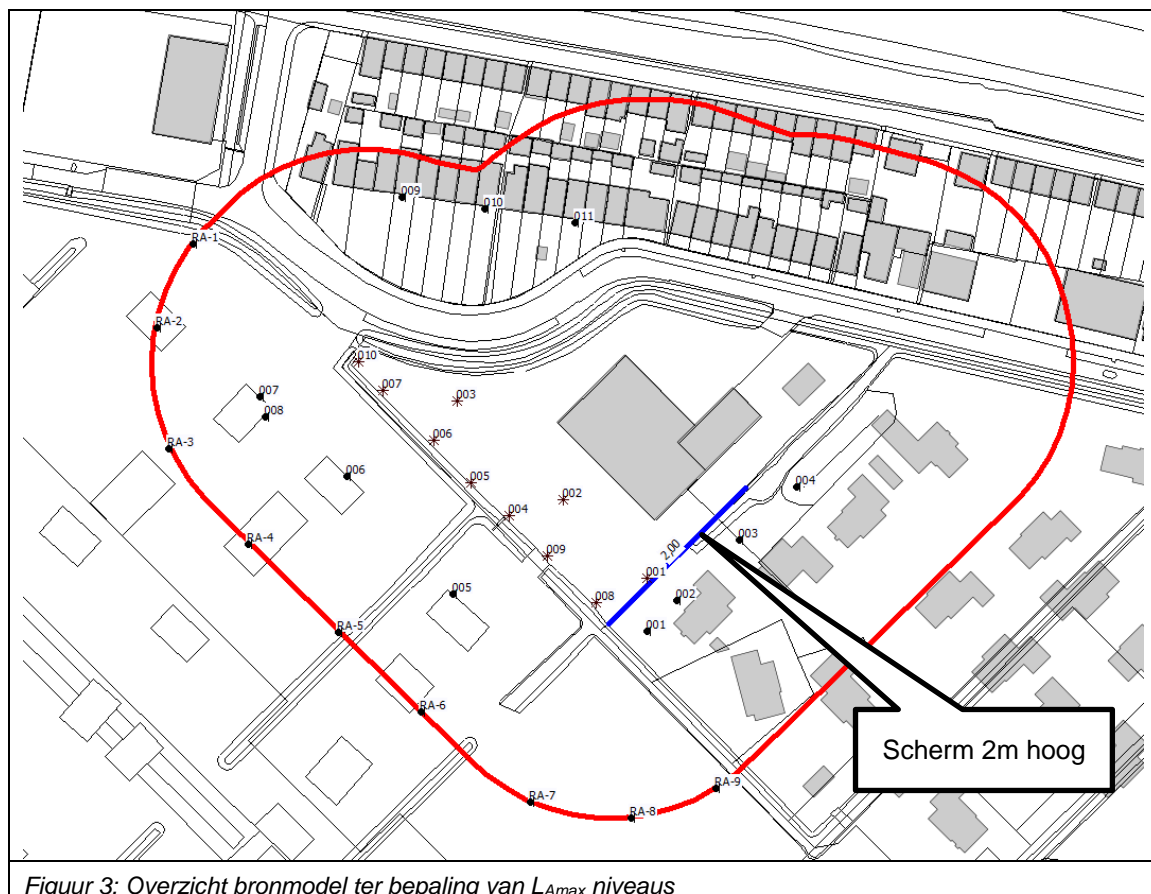 009
010
011
RA-1
RA-2
010
007
003
007
008
006
RA-3
006
005
004
002
004
RA-4
003
009
2,00
001
005
008
002
RA-5
001
RA-6
Scherm 2m hoog
RA-7
RA-9
RA-8
Figuur 3: Overzicht bronmodel ter bepaling van LAmax niveaus